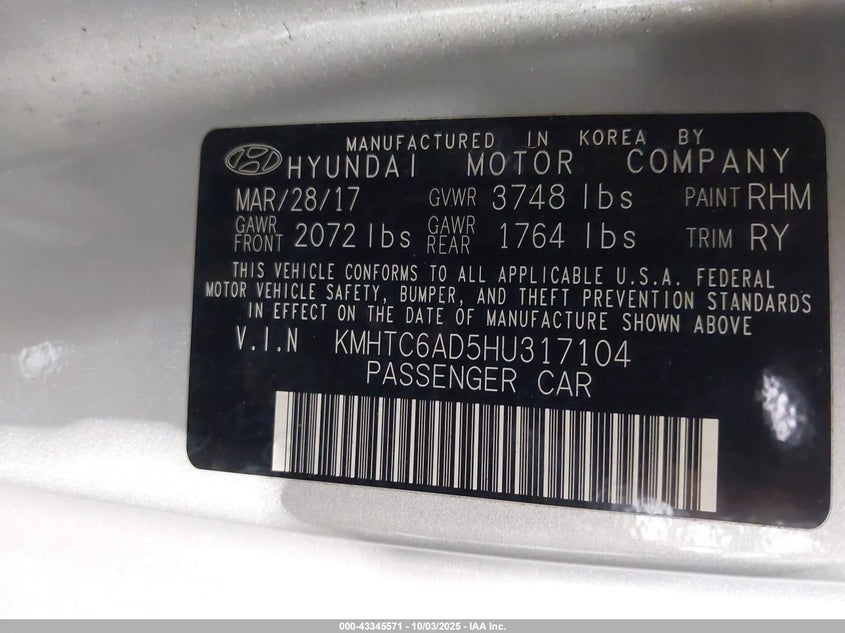 MANUFACTURED IN KOREA BY
HYUNDAI MOTOR COMPANY
MAR/28/17 GVWR 3748 lbs PAINT RHM
GAWR FRONT 2072 lbs GAWR REAR 1764 lbs TRIM RY
THIS VEHICLE CONFORMS TO ALL APPLICABLE U.S.A. FEDERAL
MOTOR VEHICLE SAFETY, BUMPER, AND THEFT PREVENTION STANDARDS
IN EFFECT ON THE DATE OF MANUFACTURE SHOWN ABOVE
V.I.N KMHTC6AD5HU317104
PASSENGER CAR
000-43345571 - 10/03/2025 - IAA Inc.